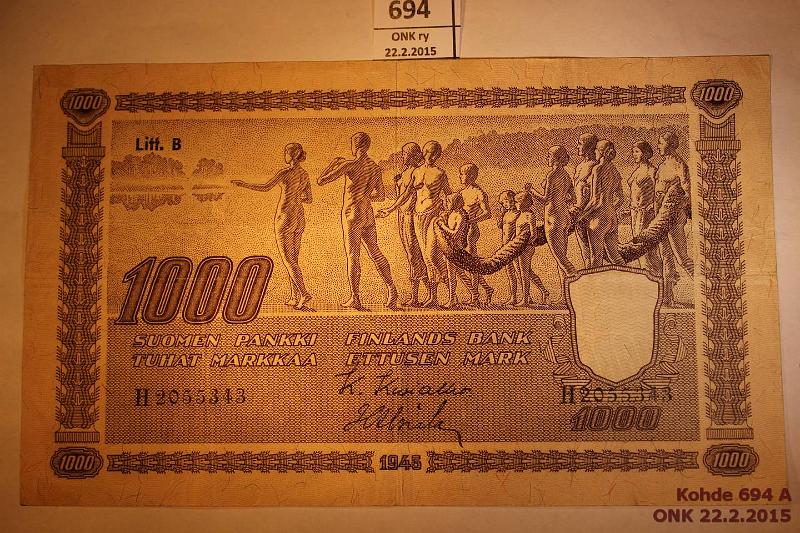 694
ONK ry
22.2.2015
1000 1000
Litt. B
1000
SUOMEN PANKKI FINLANDS BANK
TUHAT MARKKAA ETTUSEN MARK
H2055343 H2055343
1000
1000 1945 1000
Kohde 694 A
ONK 22.2.2015